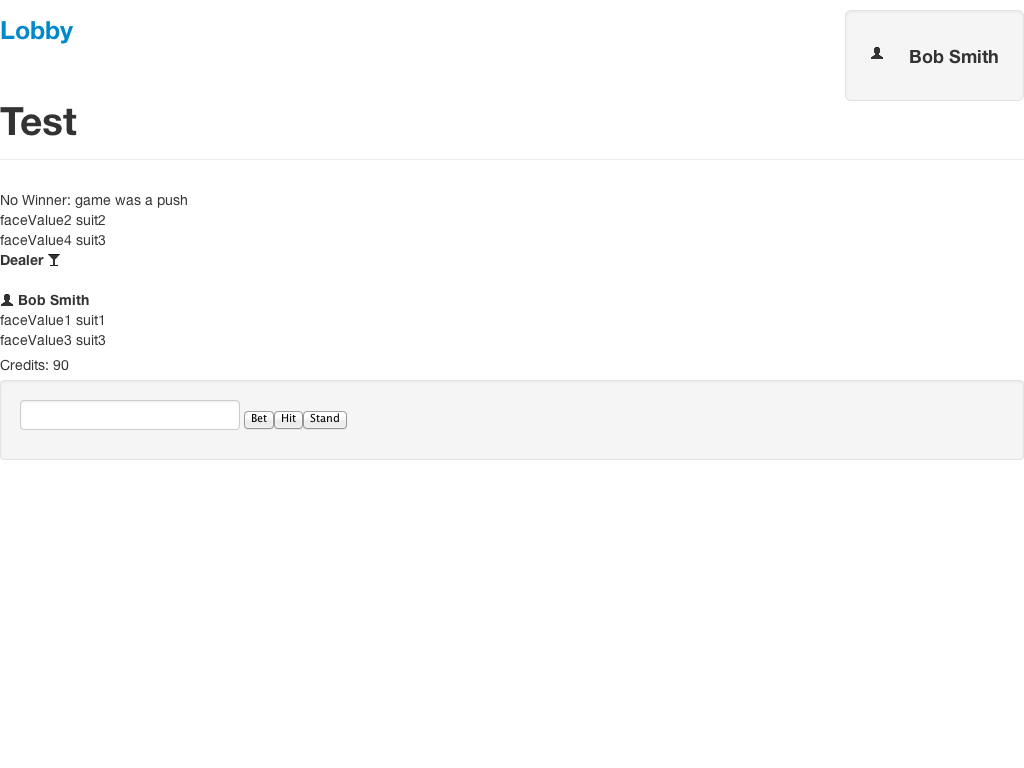 Lobby
Bob Smith
Test
No Winner: game was a push
faceValue2 suit2
faceValue4 suit3
Dealer
Bob Smith
faceValue1 suit1
faceValue3 suit3
Credits: 90
Bet Hit Stand